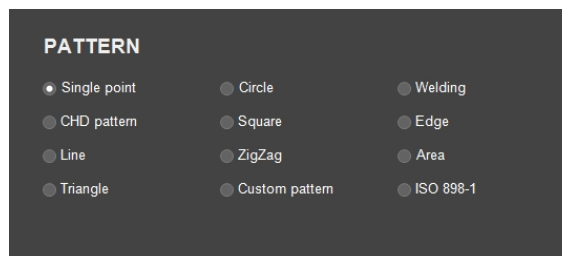 PATTERN
Single point Circle Welding
CHD pattern Square Edge
Line ZigZag Area
Triangle Custom pattern ISO 898-1